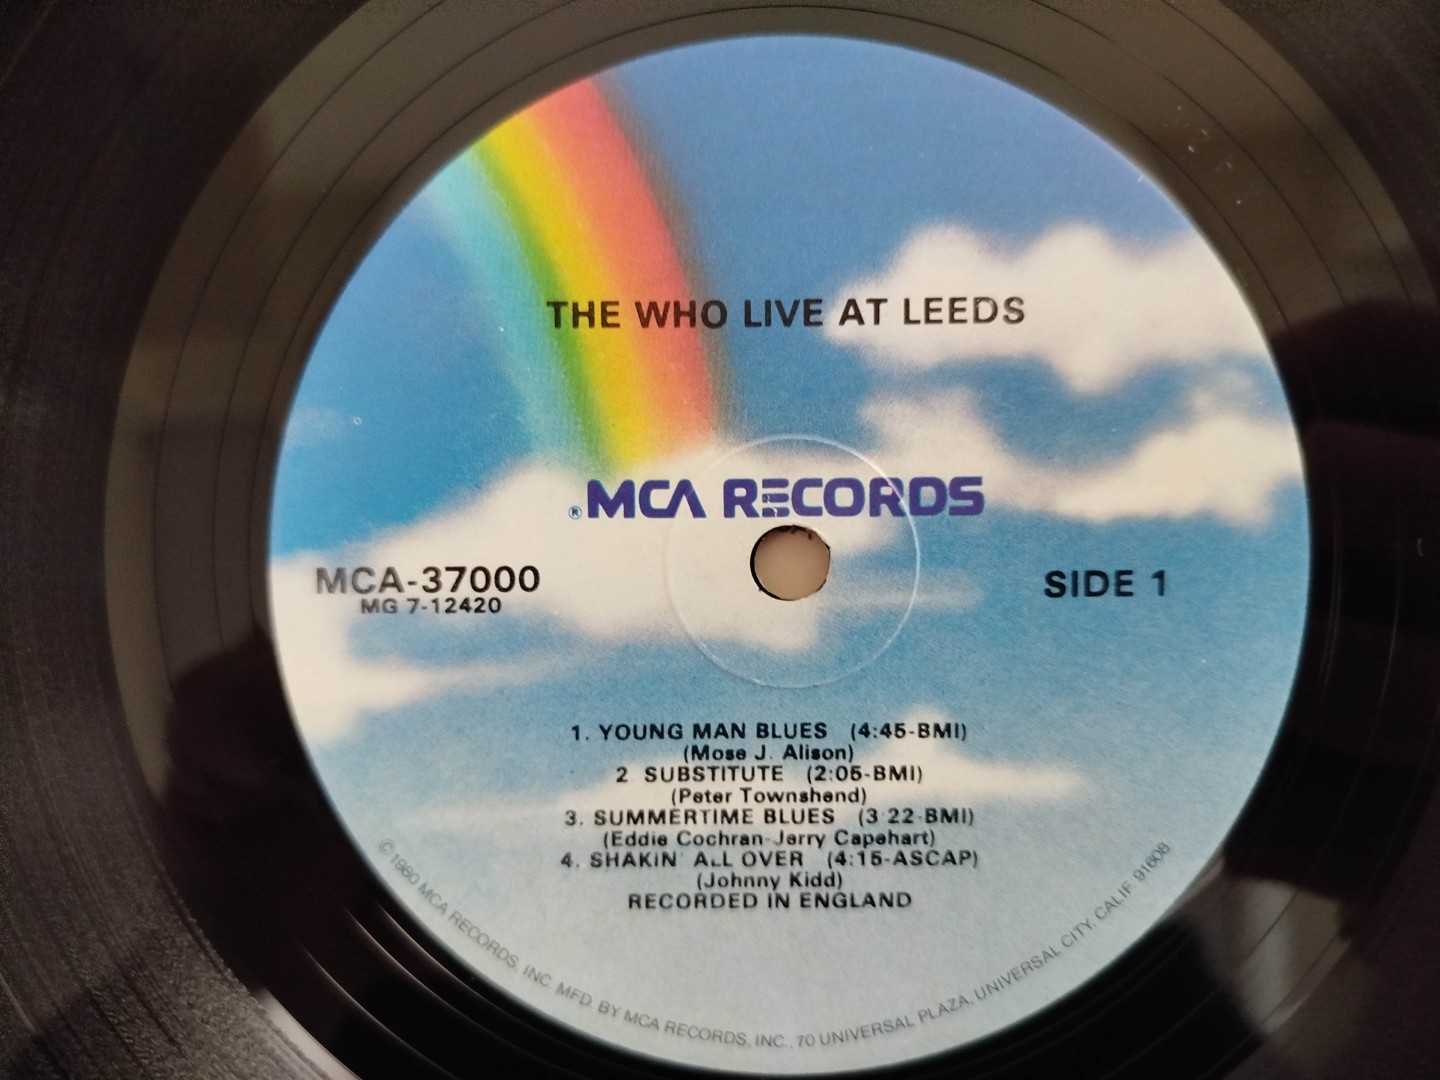 THE WHO LIVE AT LEEDS
®MCA RECORDS
MCA-37000
MG 7-12420
SIDE 1
1. YOUNG MAN BLUES (4:45-BMI)
(Mose J. Alison)
2 SUBSTITUTE (2:05-BMI)
(Peter Townshend)
3. SUMMERTIME BLUES (3 22-BMI)
(Eddie Cochran-Jerry Capehart)
4. SHAKIN' ALL OVER (4:15-ASCAP)
(Johnny Kidd)
RECORDED IN ENGLAND
©1980 MCA RECORDS, INC. MFD. BY MCA RECORDS, INC., 70 UNIVERSAL PLAZA, UNIVERSAL CITY, CALIF. 91608